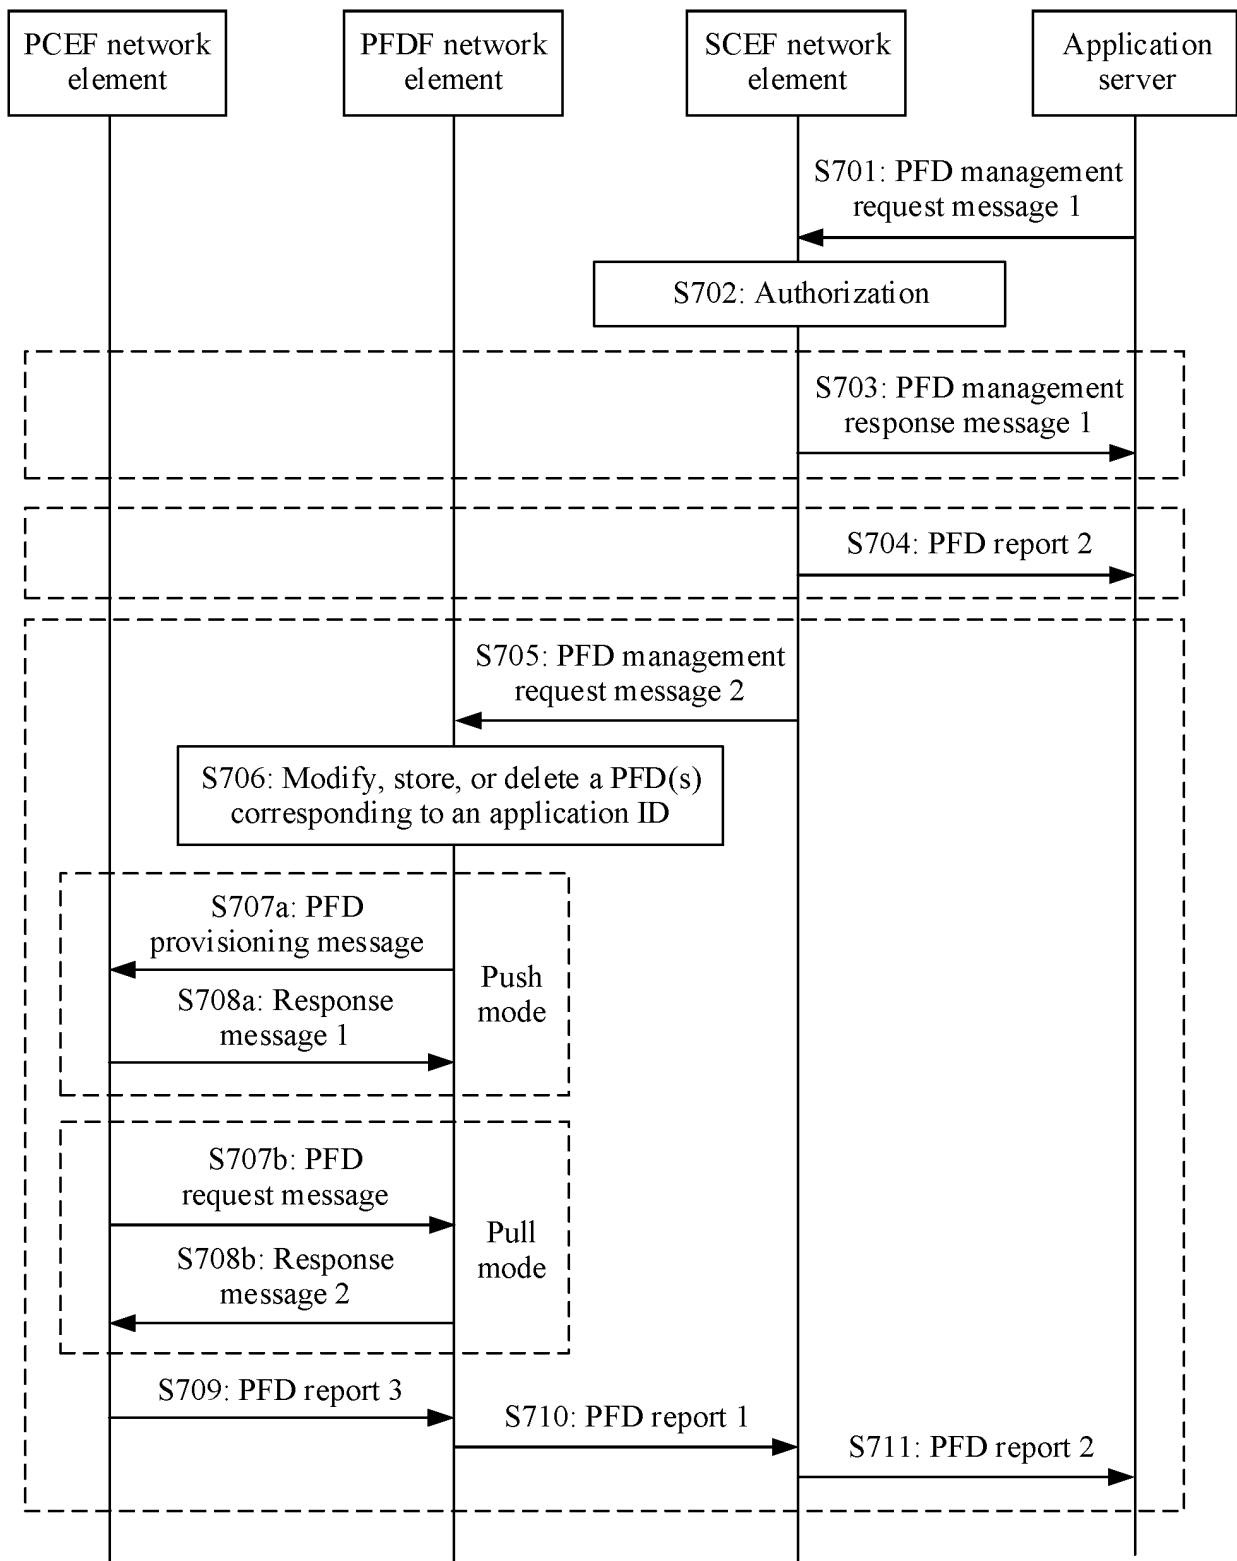 PCEF network
element
PFDF network
element
SCEF network
element
Application
server
S701: PFD management
request message 1
S702: Authorization
S703: PFD management
response message 1
S704: PFD report 2
S705: PFD management
request message 2
S706: Modify, store, or delete a PFD(s)
corresponding to an application ID
S707a: PFD
provisioning message
S708a: Response
message 1
Push
mode
S707b: PFD
request message
S708b: Response
message 2
Pull
mode
S709: PFD report 3
S710: PFD report 1
S711: PFD report 2